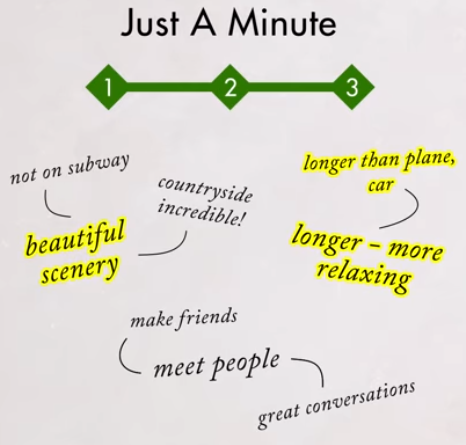 Just A Minute
1 2 3
not on subway
countryside
incredible!
beautiful
scenery
longer than plane,
car
longer – more
relaxing
make friends
meet people
great conversations